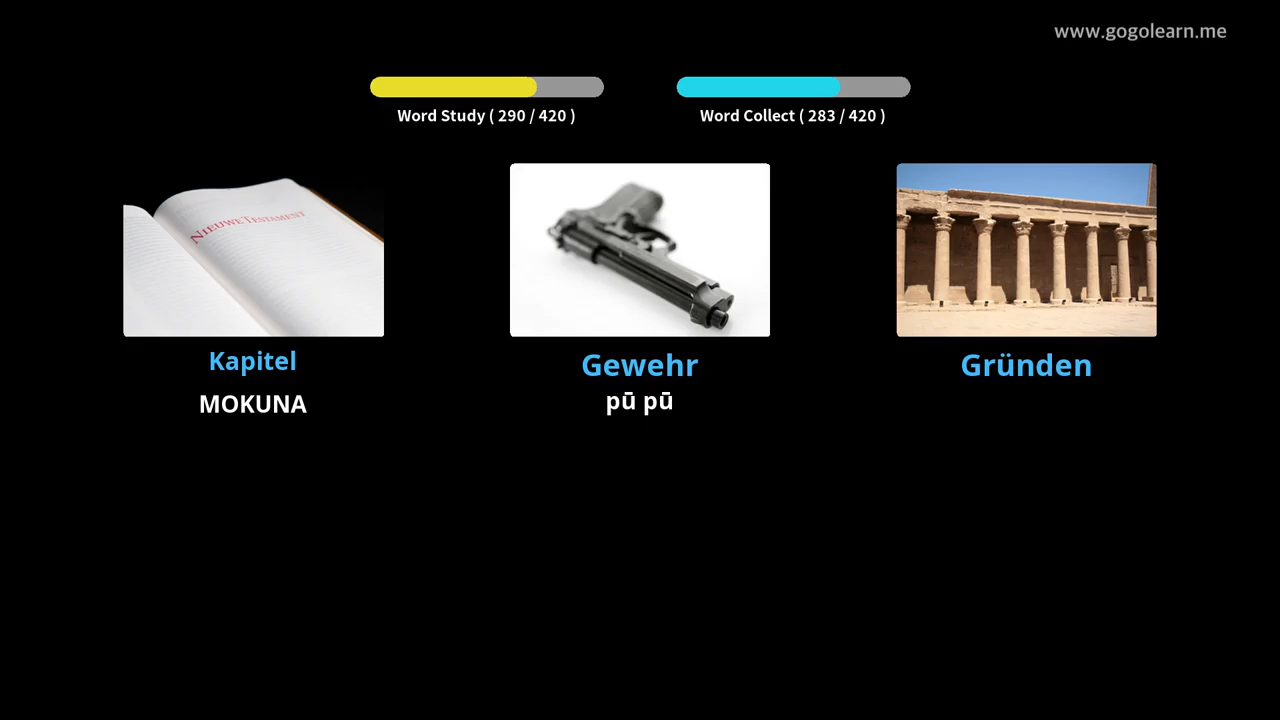 www.gogolearn.me
Word Study ( 290 / 420 )
Word Collect ( 283 / 420 )
NIEUWE TESTAMENT
Kapitel
Gewehr
Gründen
MOKUNA
pū pū